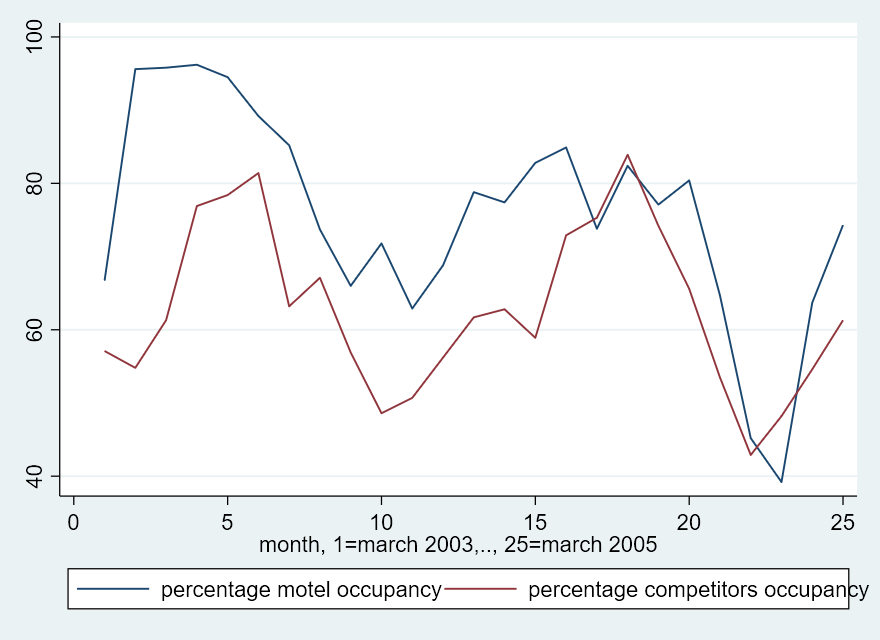 100
80
60
40
0 5 10 15 20 25
month, 1=march 2003,.., 25=march 2005
percentage motel occupancy percentage competitors occupancy